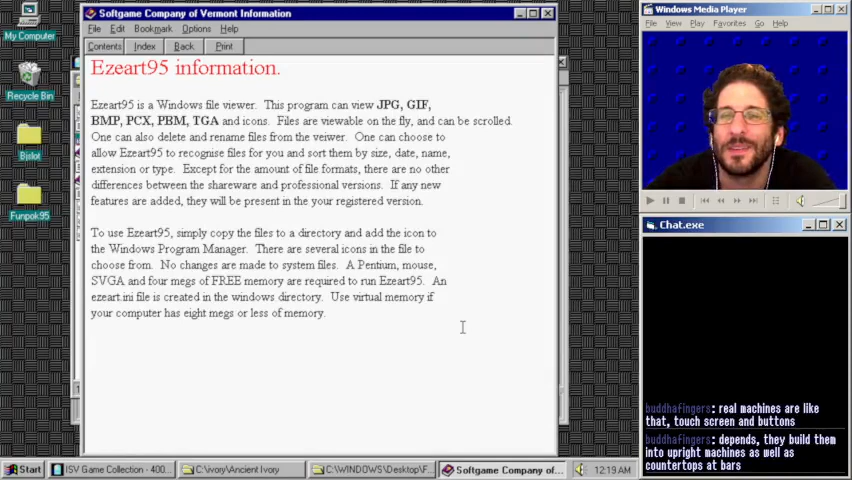 My Computer
Recycle Bin
Bjslot
Funpok95
Softgame Company of Vermont Information
File Edit Bookmark Options Help
Contents Index Back Print
Ezeart95 information.
Ezeart95 is a Windows file viewer. This program can view JPG, GIF,
BMP, PCX, PBM, TGA and icons. Files are viewable on the fly, and can be scrolled.
One can also delete and rename files from the veiwer. One can choose to
allow Ezeart95 to recognise files for you and sort them by size, date, name,
extension or type. Except for the amount of file formats, there are no other
differences between the shareware and professional versions. If any new
features are added, they will be present in the your registered version.
To use Ezeart95, simply copy the files to a directory and add the icon to
the Windows Program Manager. There are several icons in the file to
choose from. No changes are made to system files. A Pentium, mouse,
SVGA and four megs of FREE memory are required to run Ezeart95. An
ezeart.ini file is created in the windows directory. Use virtual memory if
your computer has eight megs or less of memory.
Windows Media Player
File View Play Favorites Go Help
Chat.exe
buddhafingers: real machines are like
that, touch screen and buttons
buddhafingers: depends, they build them
into upright machines as well as
countertops at bars
Start
ISV Game Collection - 400...
C:\ivory\Ancient Ivory
C:\WINDOWS\Desktop\F...
Softgame Company of...
12:19 AM